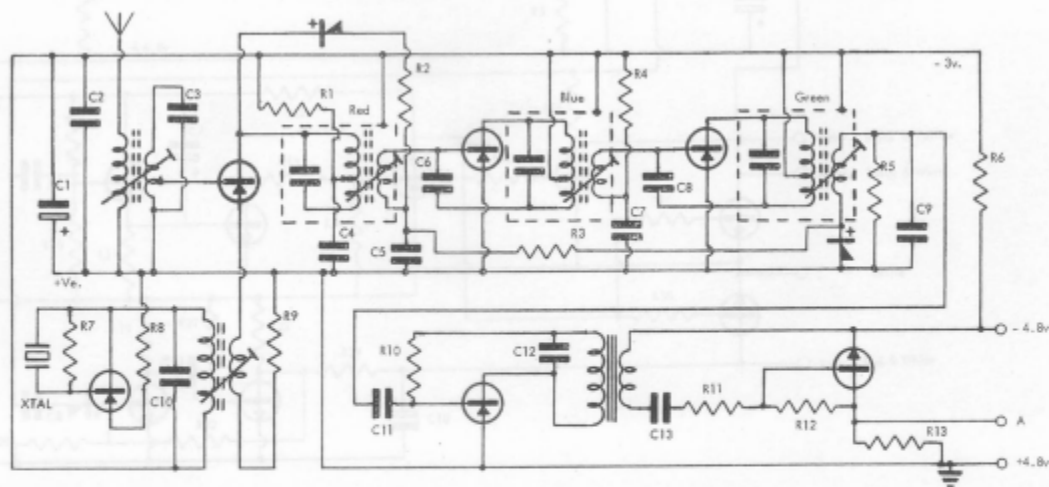 C1
C2
C3
R1
Red
R2
C4
C5
C6
Blue
R3
R4
C7
C8
Green
- 3v.
R5
C9
R6
+Ve.
R7
XTAL
R8
C10
R9
R10
C11
C12
C13
R11
R12
R13
- 4.8v
A
+4.8v
+
+
+